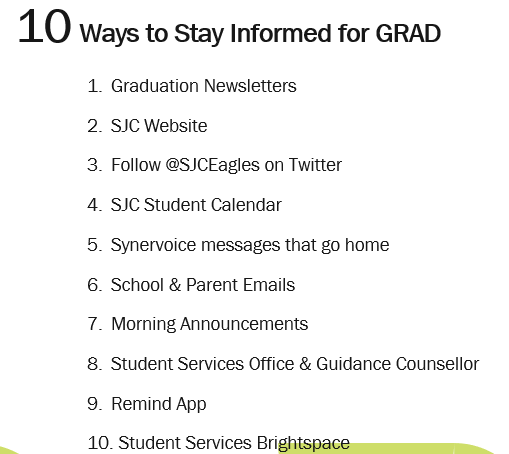 10 Ways to Stay Informed for GRAD
1. Graduation Newsletters
2. SJC Website
3. Follow @SJCEagles on Twitter
4. SJC Student Calendar
5. Synervoice messages that go home
6. School & Parent Emails
7. Morning Announcements
8. Student Services Office & Guidance Counsellor
9. Remind App
10. Student Services Brightspace